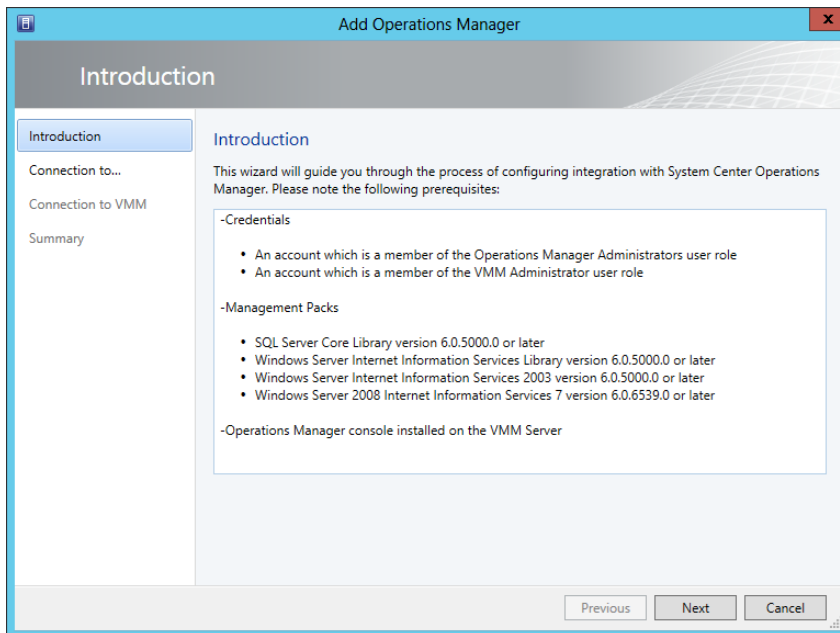 Add Operations Manager
x
Introduction
Introduction
Connection to...
Connection to VMM
Summary
Introduction
This wizard will guide you through the process of configuring integration with System Center Operations
Manager. Please note the following prerequisites:
-Credentials
• An account which is a member of the Operations Manager Administrators user role
• An account which is a member of the VMM Administrator user role
-Management Packs
• SQL Server Core Library version 6.0.5000.0 or later
• Windows Server Internet Information Services Library version 6.0.5000.0 or later
• Windows Server Internet Information Services 2003 version 6.0.5000.0 or later
• Windows Server 2008 Internet Information Services 7 version 6.0.6539.0 or later
-Operations Manager console installed on the VMM Server
Previous Next Cancel